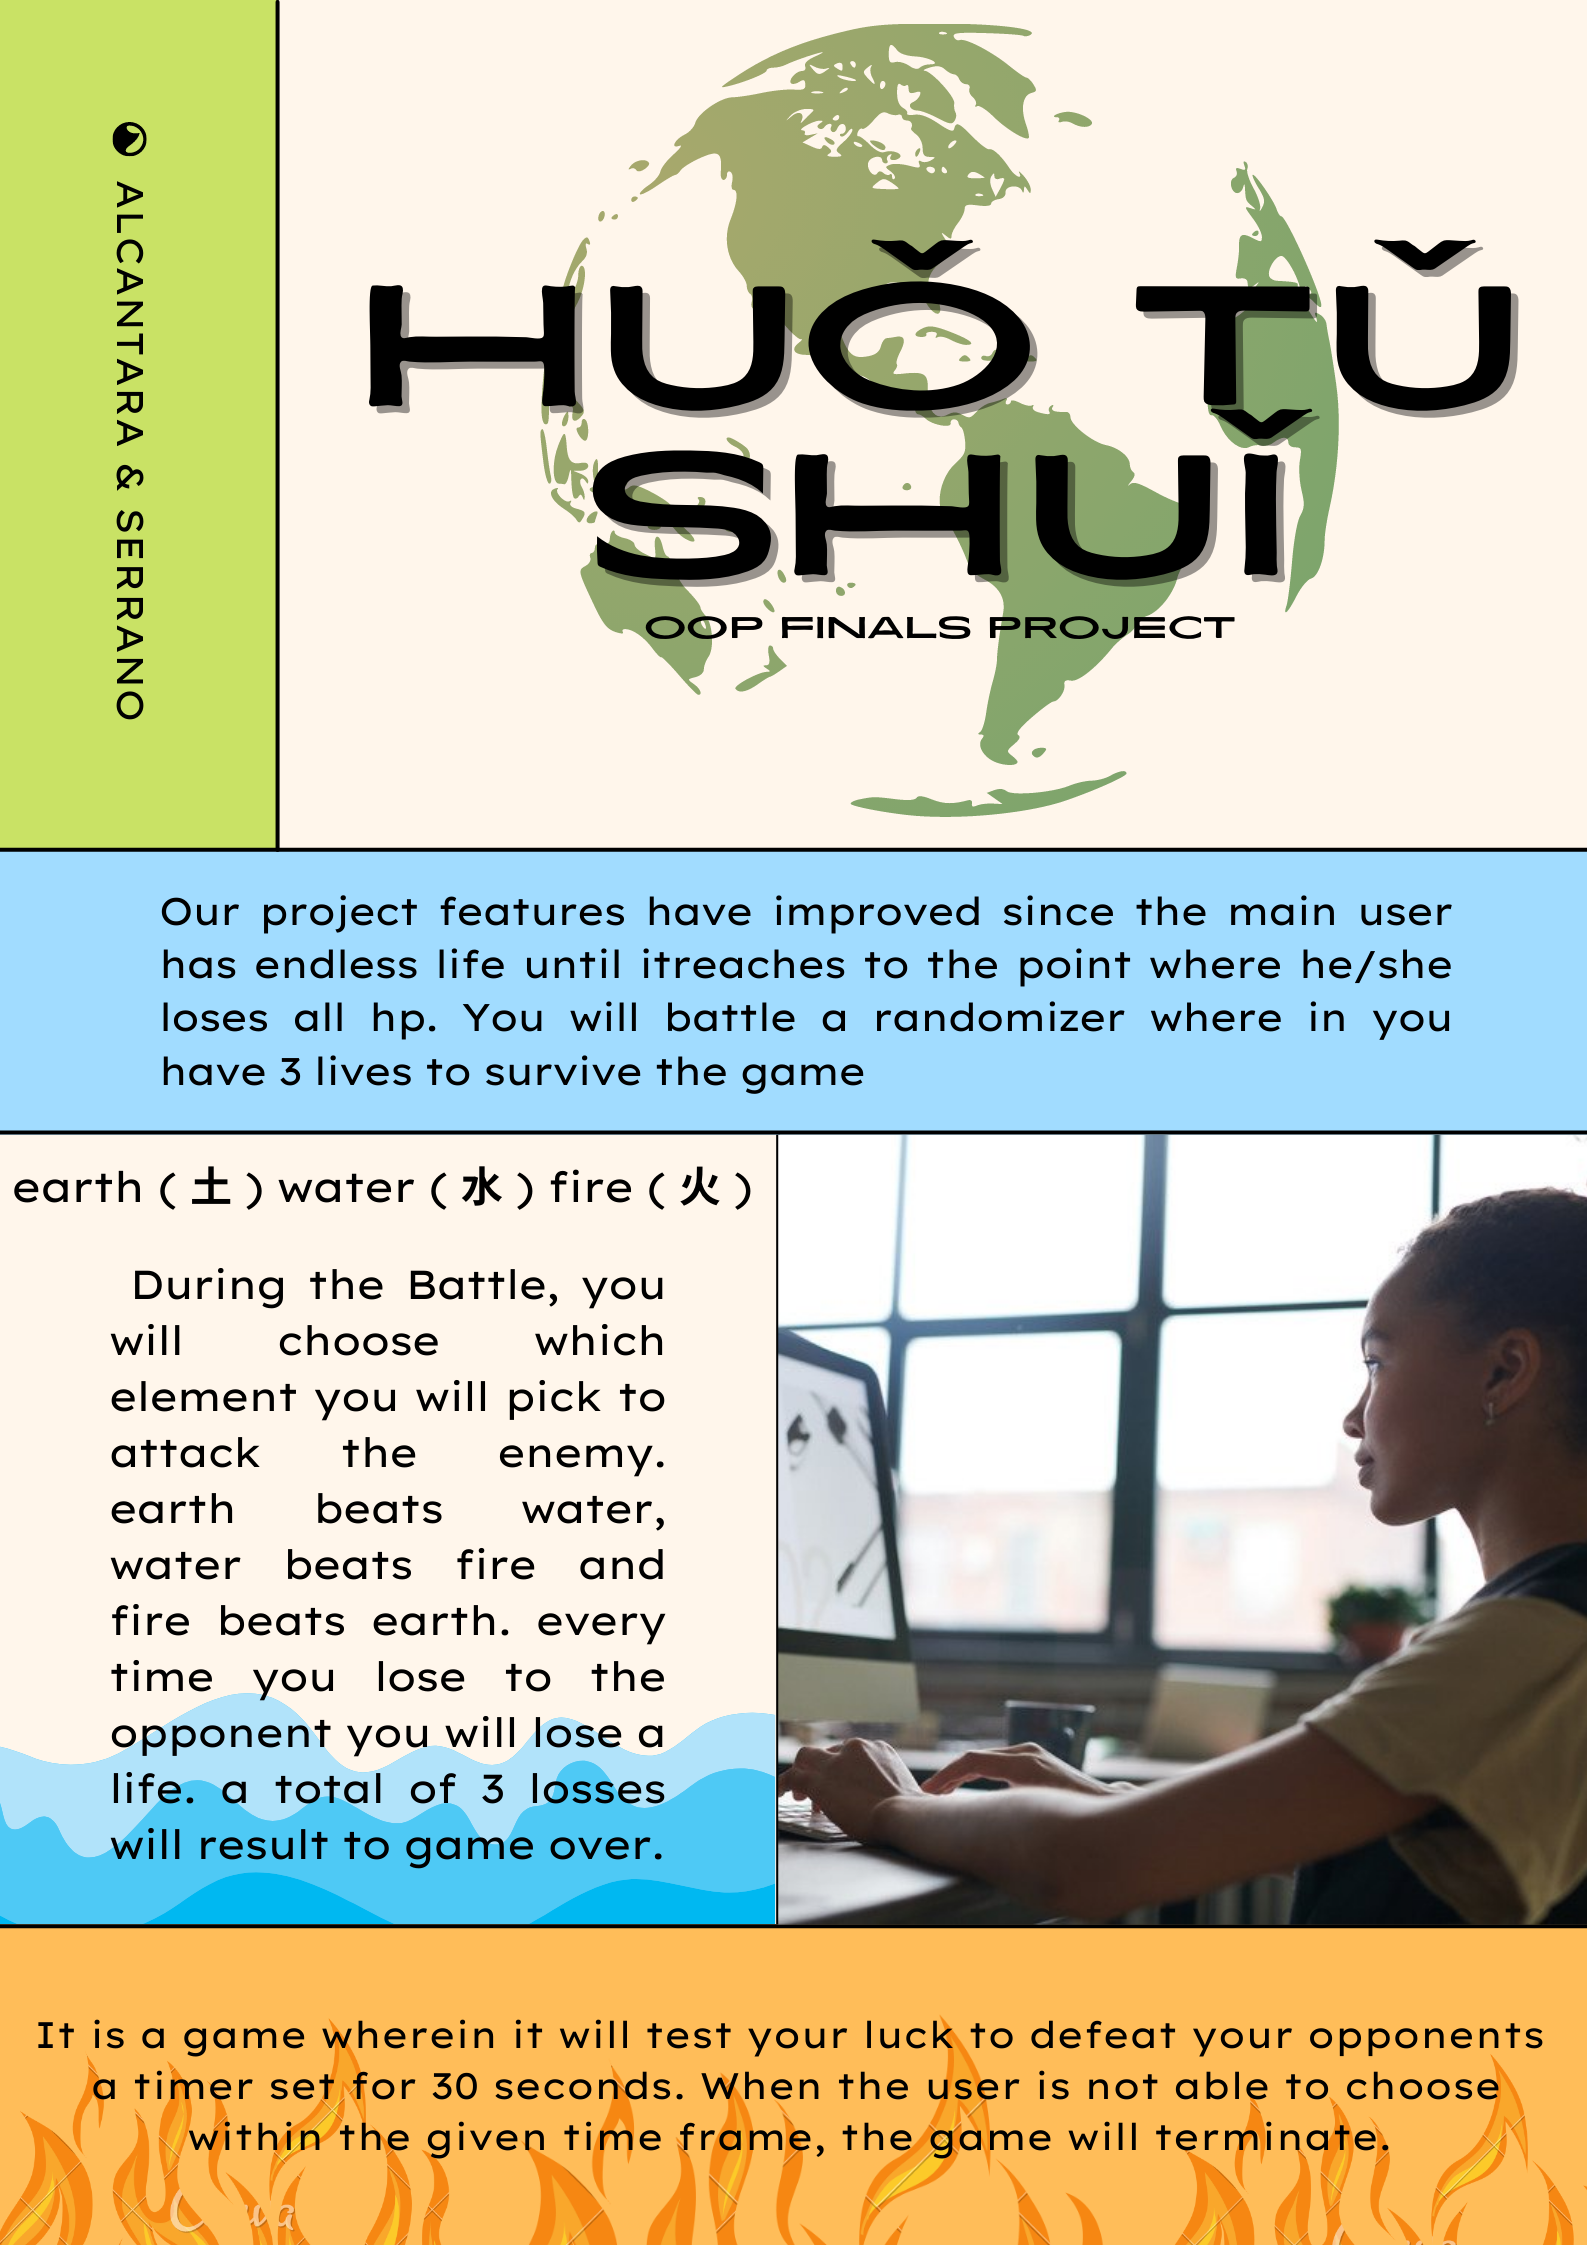 ALCANTARA & SERRANO
HUǑ TǓ
SHUǏ
OOP FINALS PROJECT
Our project features have improved since the main user
has endless life until itreaches to the point where he/she
loses all hp. You will battle a randomizer where in you
have 3 lives to survive the game
earth ( 土 ) water ( 水 ) fire ( 火 )
During the Battle, you
will choose which
element you will pick to
attack the enemy.
earth beats water,
water beats fire and
fire beats earth. every
time you lose to the
opponent you will lose a
life. a total of 3 losses
will result to game over.
It is a game wherein it will test your luck to defeat your opponents
a timer set for 30 seconds. When the user is not able to choose
within the given time frame, the game will terminate.